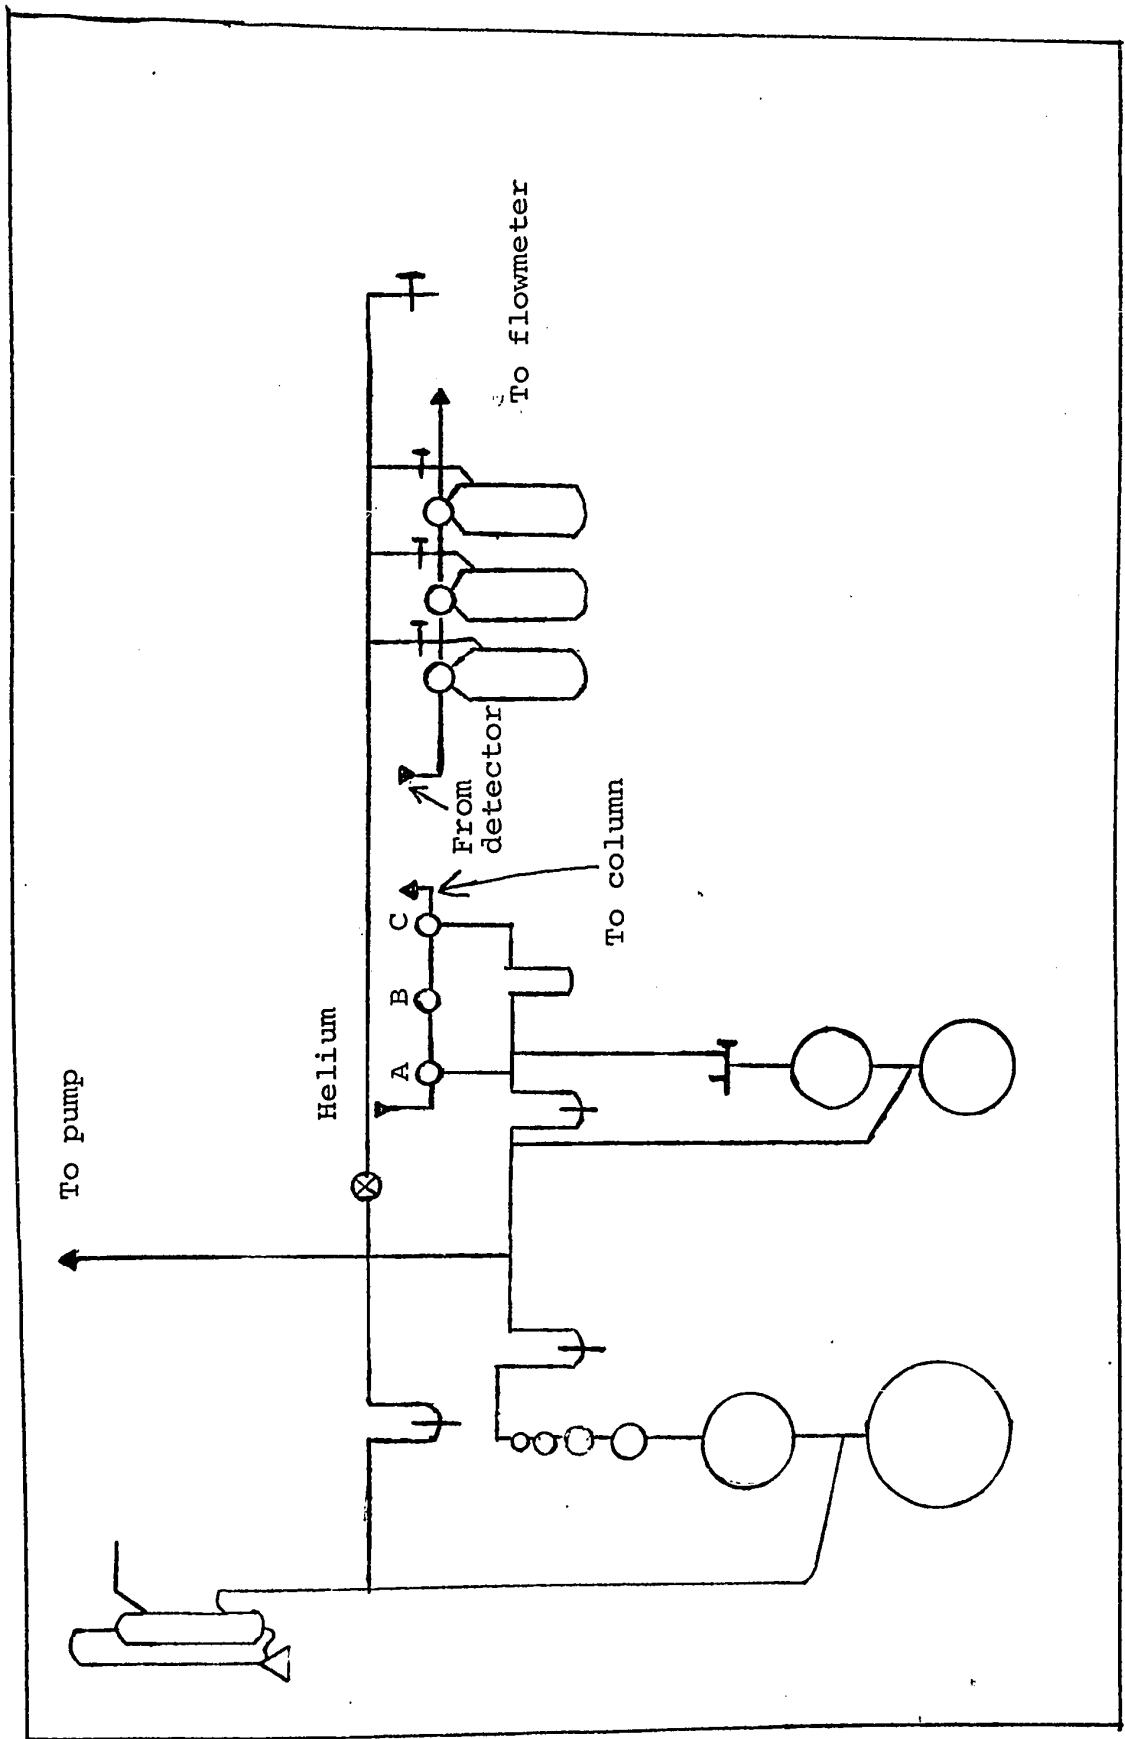 To pump
Helium
A
B
C
To column
From
detector
To flowmeter